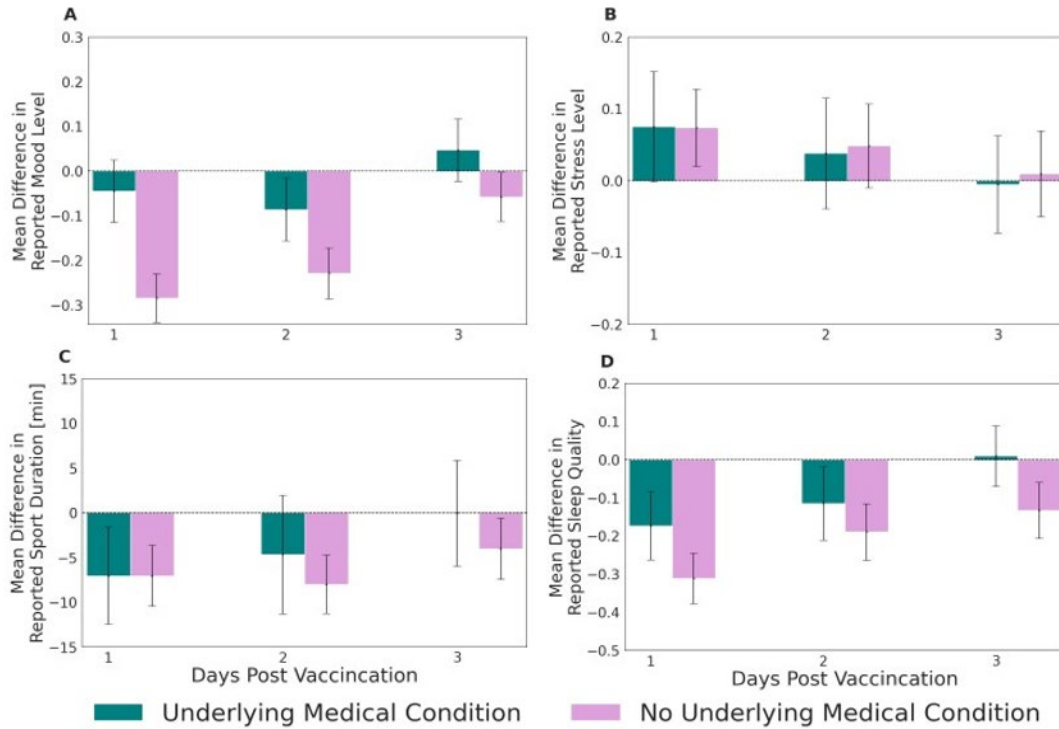 A
Mean Difference in
Reported Mood Level
0.3
0.2
0.1
0.0
−0.1
−0.2
−0.3
1
2
3
B
Mean Difference in
Reported Stress Level
0.2
0.1
0.0
−0.1
−0.2
1
2
3
C
Mean Difference in
Reported Sport Duration [min]
15
10
5
0
−5
−10
−15
1
2
3
Days Post Vaccincation
D
Mean Difference in
Reported Sleep Quality
0.2
0.1
0.0
−0.1
−0.2
−0.3
−0.4
−0.5
1
2
3
Days Post Vaccincation
Underlying Medical Condition
No Underlying Medical Condition